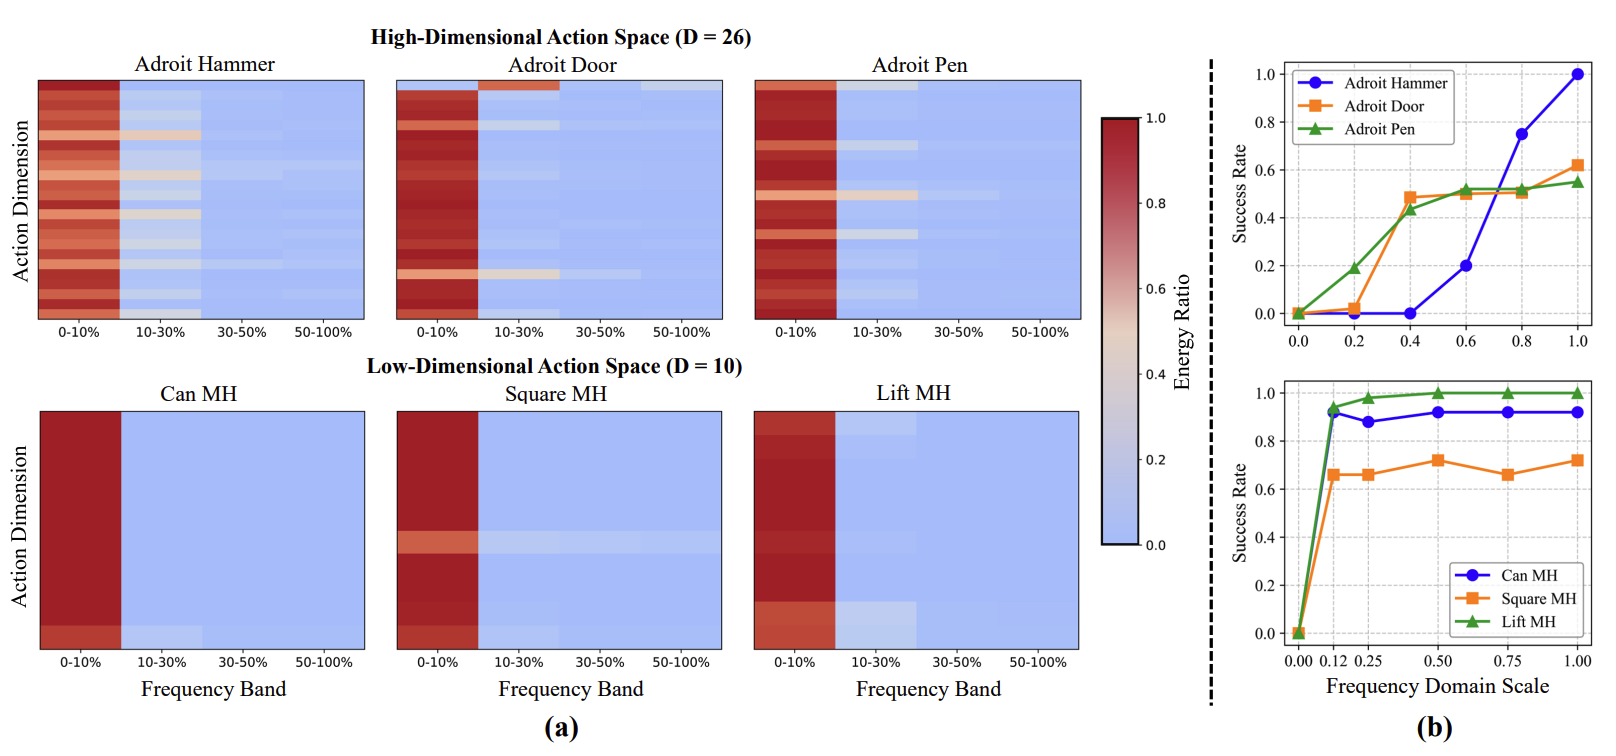 High-Dimensional Action Space (D = 26)
Adroit Hammer
Adroit Door
Adroit Pen
Action Dimension
0-10% 10-30% 30-50% 50-100%
0-10% 10-30% 30-50% 50-100%
0-10% 10-30% 30-50% 50-100%
Low-Dimensional Action Space (D = 10)
Can MH
Square MH
Lift MH
Action Dimension
0-10% 10-30% 30-50% 50-100%
0-10% 10-30% 30-50% 50-100%
0-10% 10-30% 30-50% 50-100%
Frequency Band
Frequency Band
Frequency Band
1.0
0.8
0.6
0.4
0.2
0.0
Energy Ratio
(a)
Success Rate
1.0
0.8
0.6
0.4
0.2
0.0
Adroit Hammer
Adroit Door
Adroit Pen
0.0 0.2 0.4 0.6 0.8 1.0
Success Rate
1.0
0.8
0.6
0.4
0.2
0.0
Can MH
Square MH
Lift MH
0.00 0.12 0.25 0.50 0.75 1.00
Frequency Domain Scale
(b)